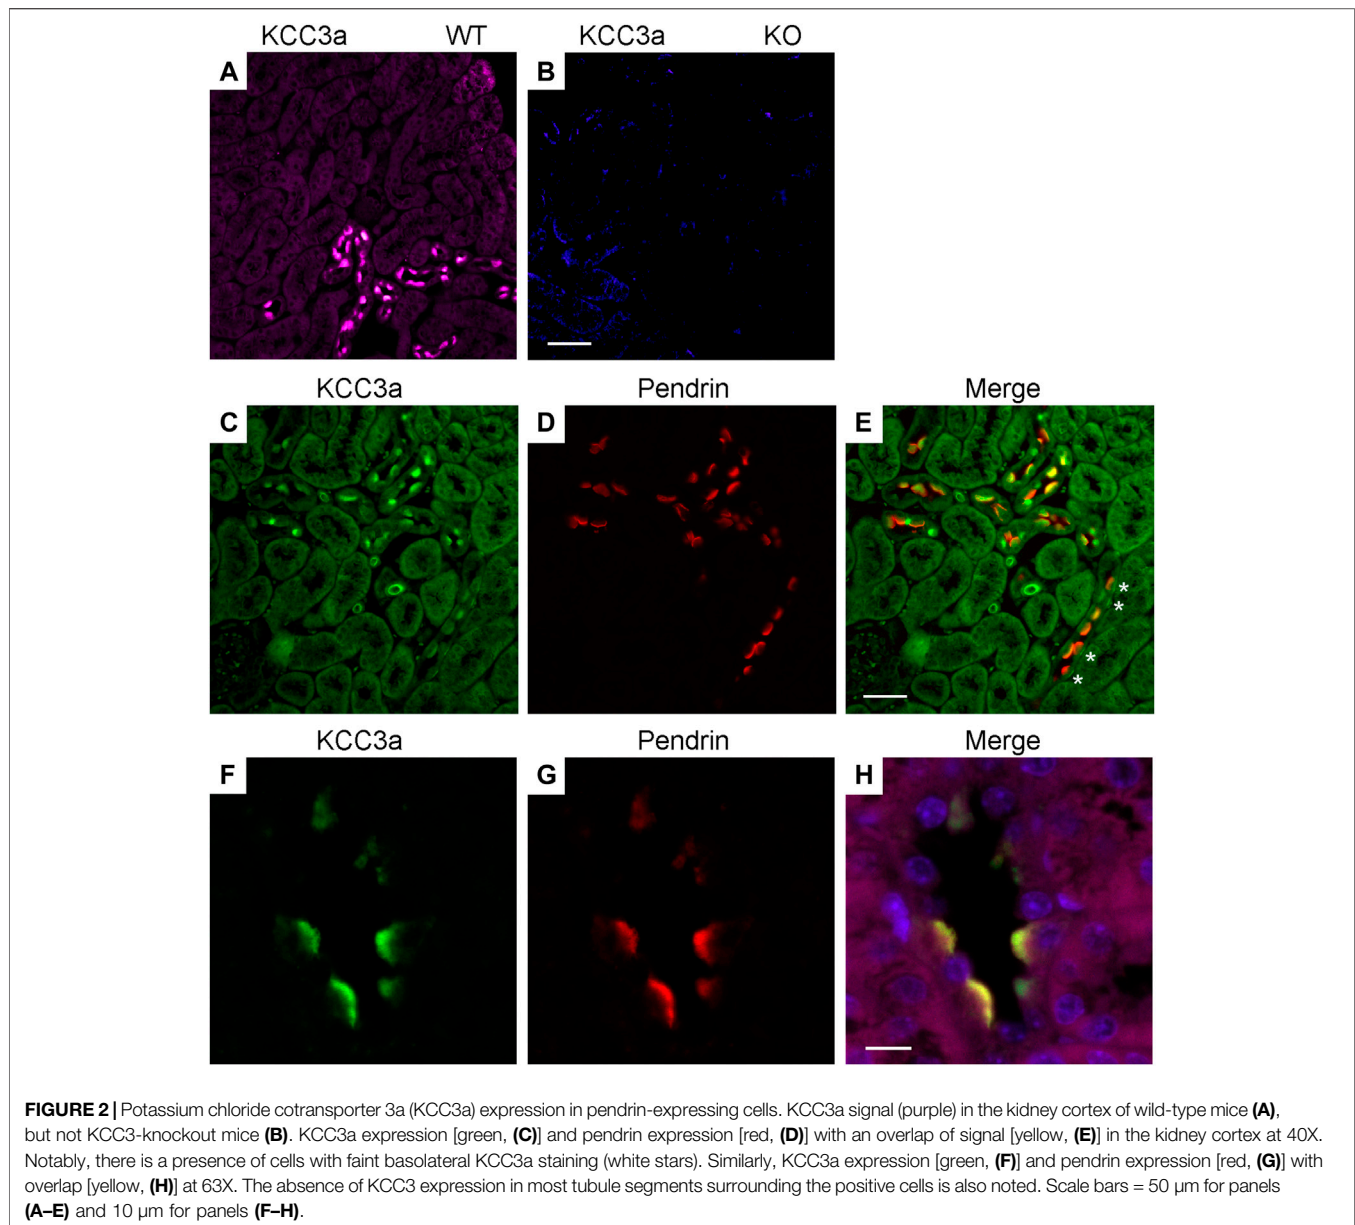 KCC3a WT KCC3a KO
A B
KCC3a Pendrin Merge
C D E
* 
*
*
*
KCC3a Pendrin Merge
F G H
FIGURE 2 | Potassium chloride cotransporter 3a (KCC3a) expression in pendrin-expressing cells. KCC3a signal (purple) in the kidney cortex of wild-type mice (A),
but not KCC3-knockout mice (B). KCC3a expression [green, (C)] and pendrin expression [red, (D)] with an overlap of signal [yellow, (E)] in the kidney cortex at 40X.
Notably, there is a presence of cells with faint basolateral KCC3a staining (white stars). Similarly, KCC3a expression [green, (F)] and pendrin expression [red, (G)] with
overlap [yellow, (H)] at 63X. The absence of KCC3 expression in most tubule segments surrounding the positive cells is also noted. Scale bars = 50 µm for panels
(A–E) and 10 µm for panels (F–H).